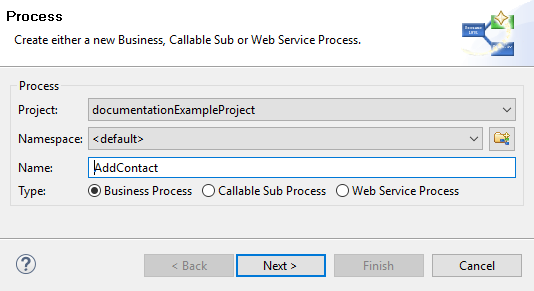 Process
Create either a new Business, Callable Sub or Web Service Process.
Process
Project: documentationExampleProject
Namespace: <default>
Name: AddContact
Type: Business Process Callable Sub Process Web Service Process
? < Back Next > Finish Cancel